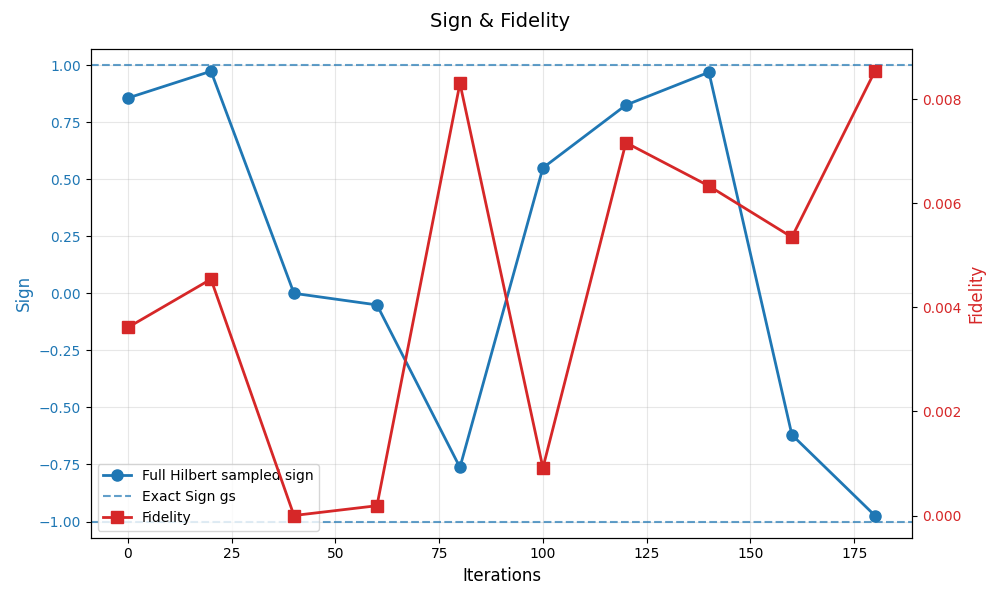 Sign & Fidelity
1.00
0.75
0.50
0.25
0.00
−0.25
−0.50
−0.75
−1.00
Sign
0.008
0.006
0.004
0.002
0.000
Fidelity
Full Hilbert sampled sign
Exact Sign gs
Fidelity
0 25 50 75 100 125 150 175
Iterations